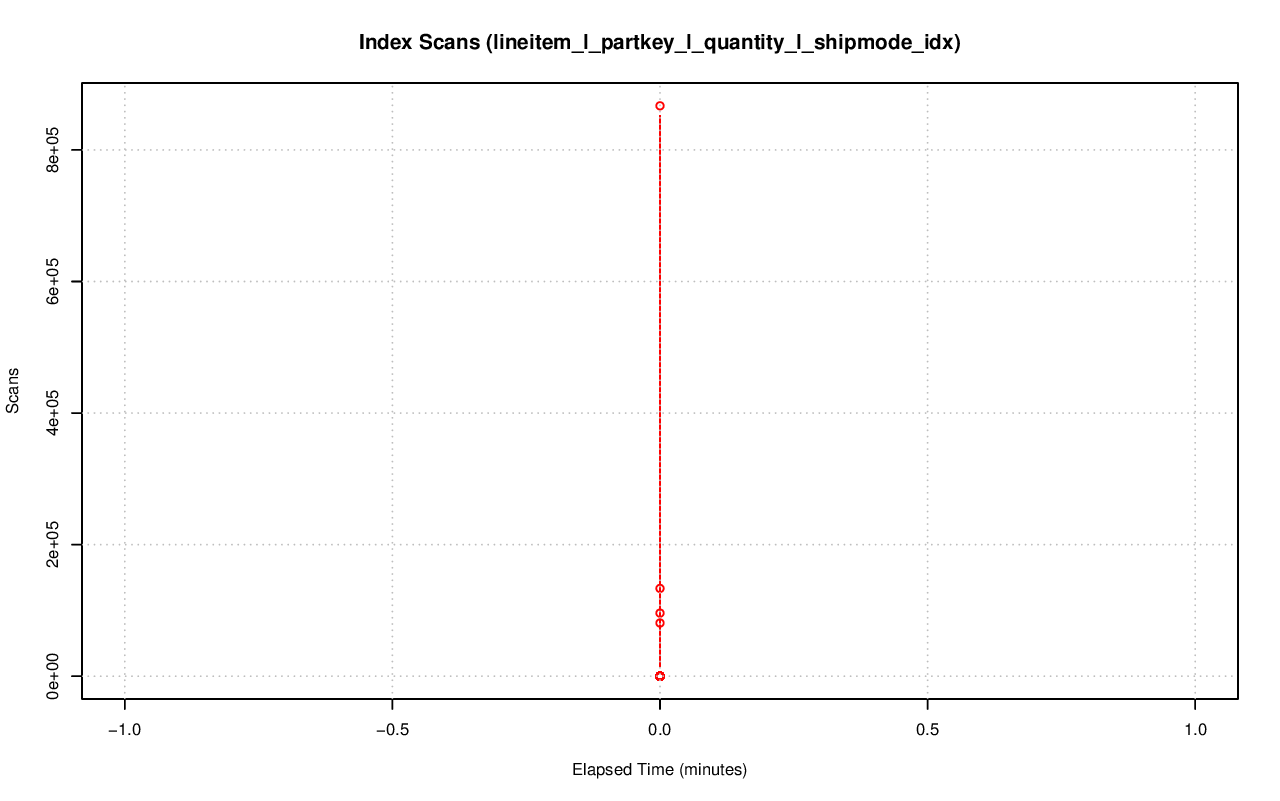 Index Scans (lineitem_l_partkey_l_quantity_l_shipmode_idx)
Scans
8e+05
6e+05
4e+05
2e+05
0e+00
−1.0
−0.5
0.0
0.5
1.0
Elapsed Time (minutes)